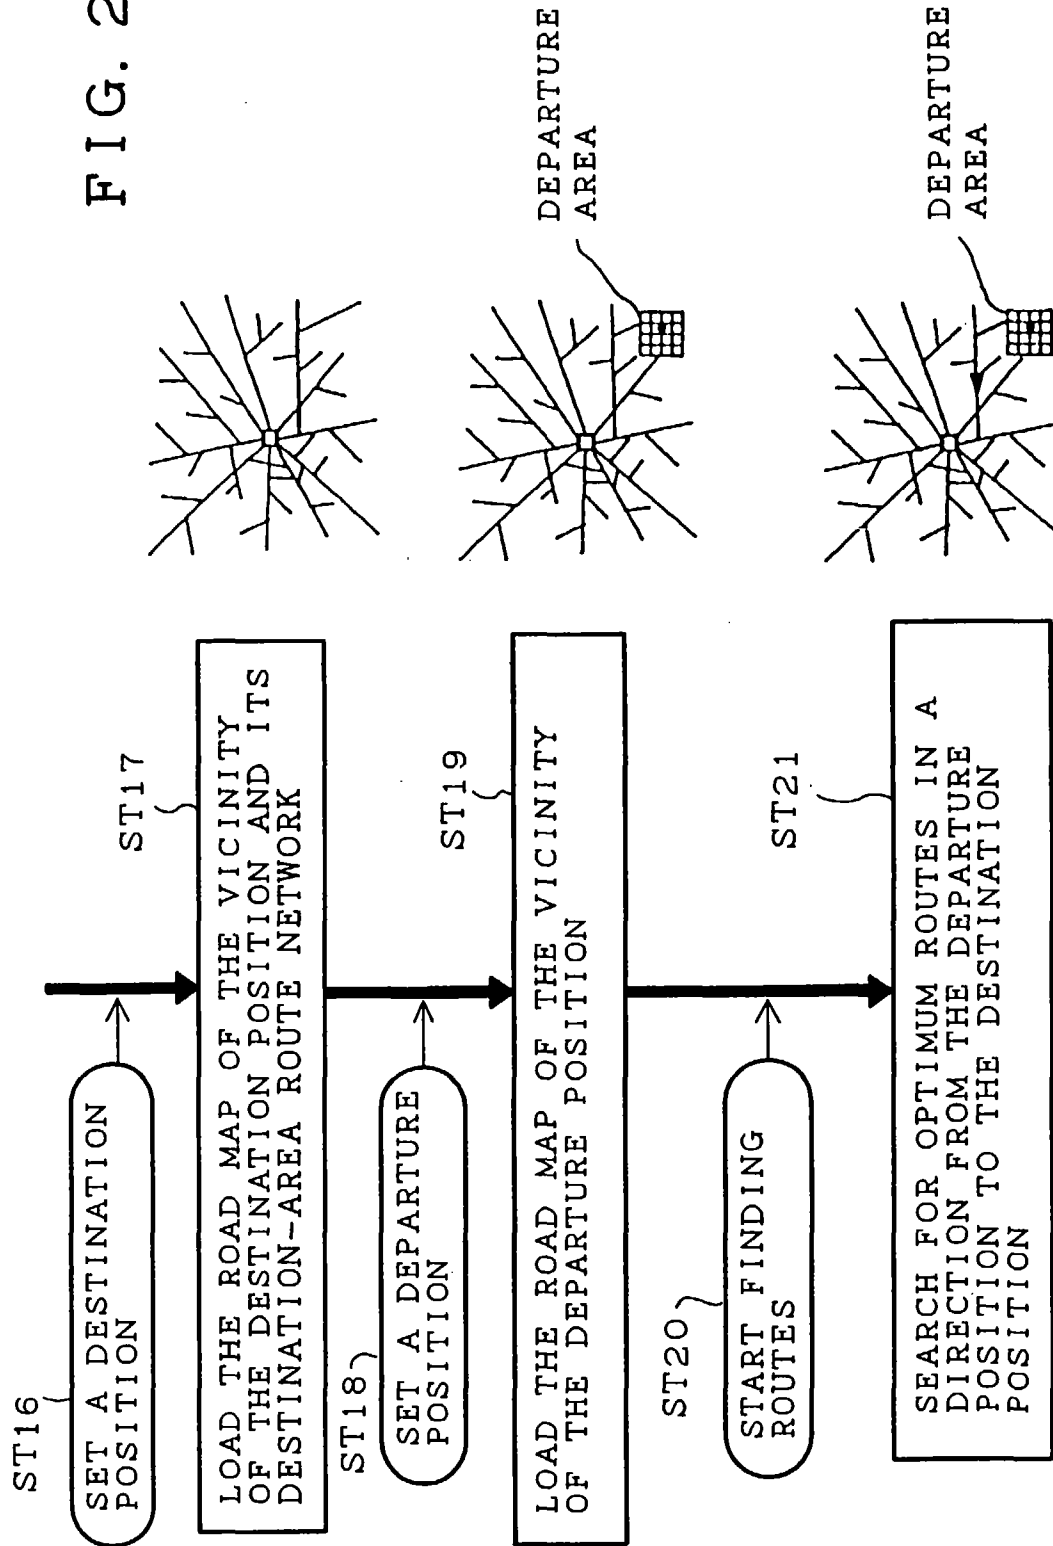 FIG. 2
ST16
SET A DESTINATION
POSITION
ST17
LOAD THE ROAD MAP OF THE VICINITY
OF THE DESTINATION POSITION AND ITS
DESTINATION-AREA ROUTE NETWORK
ST18
SET A DEPARTURE
POSITION
ST19
LOAD THE ROAD MAP OF THE VICINITY
OF THE DEPARTURE POSITION
DEPARTURE
AREA
ST20
START FINDING
ROUTES
ST21
SEARCH FOR OPTIMUM ROUTES IN A
DIRECTION FROM THE DEPARTURE
POSITION TO THE DESTINATION
POSITION
DEPARTURE
AREA